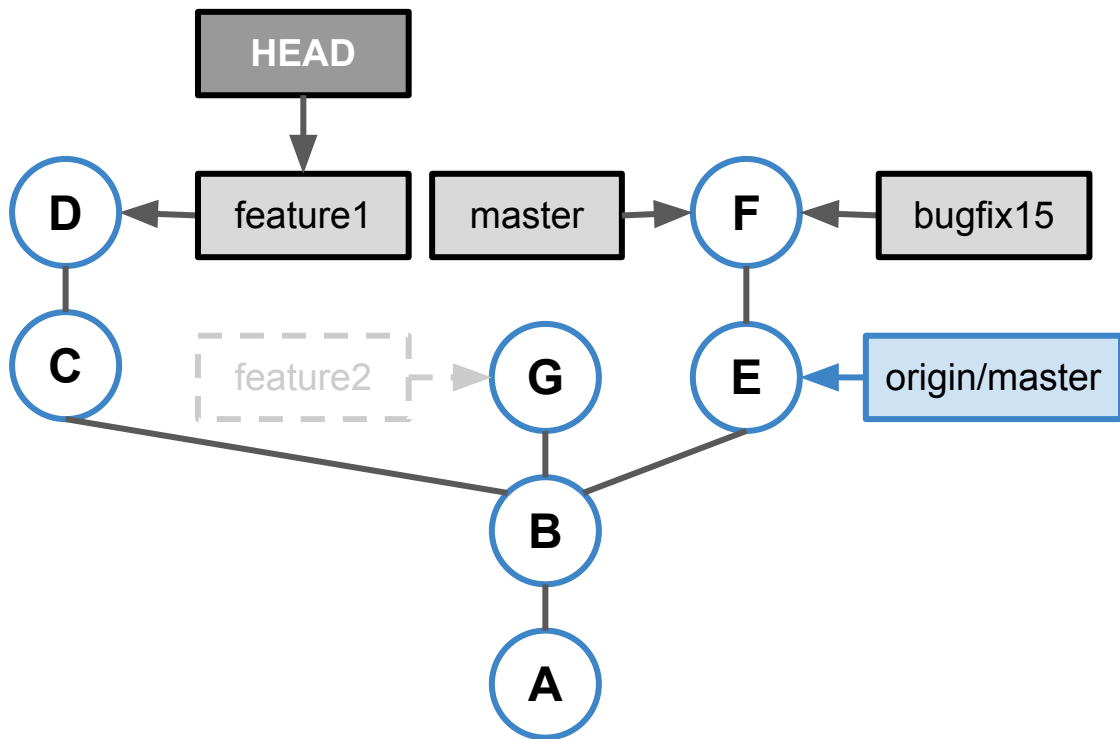 HEAD
D
feature1
master
F
bugfix15
C
feature2
G
E
origin/master
B
A